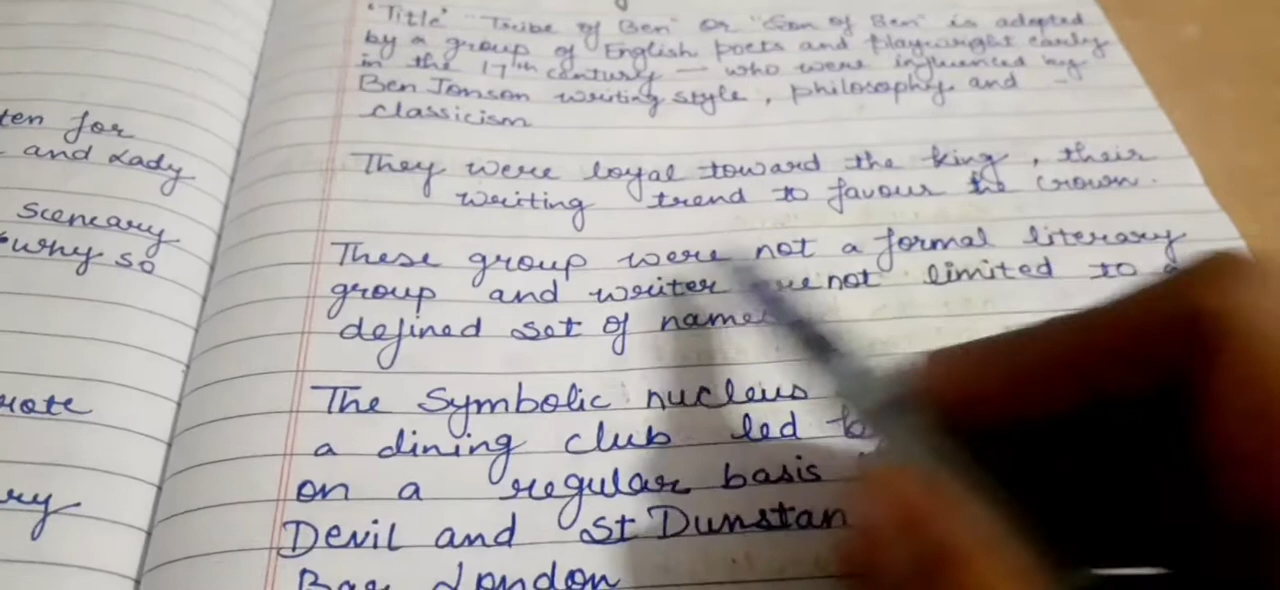 ten for
and Lady
Scenceary
"why so
rate
ry
'Title' "Tribe of Ben" Or "Son of Ben" is adopted
by a group of English poets and Playwright early
in the 17th century — who were influenced by
Ben Jonson writing style, philosophy and
classicism
They were loyal toward the king, their
writing trend to favour the Crown.
These group were not a formal literary
group and writer are not limited to a
defined set of name
The Symbolic nucleus
a dining club led
on a regular basis
Devil and St Dunstan
London